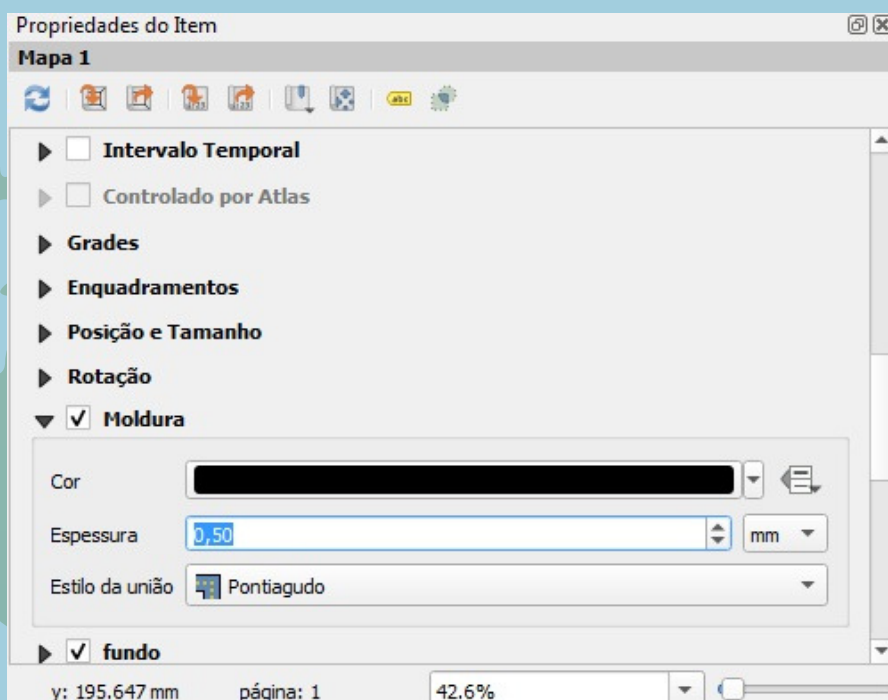 Propriedades do Item
Mapa 1
Intervalo Temporal
Controlado por Atlas
Grades
Enquadramentos
Posição e Tamanho
Rotação
Moldura
Cor
Espessura 0,50 mm
Estilo da união Pontiagudo
fundo
y: 195.647 mm página: 1 42.6%